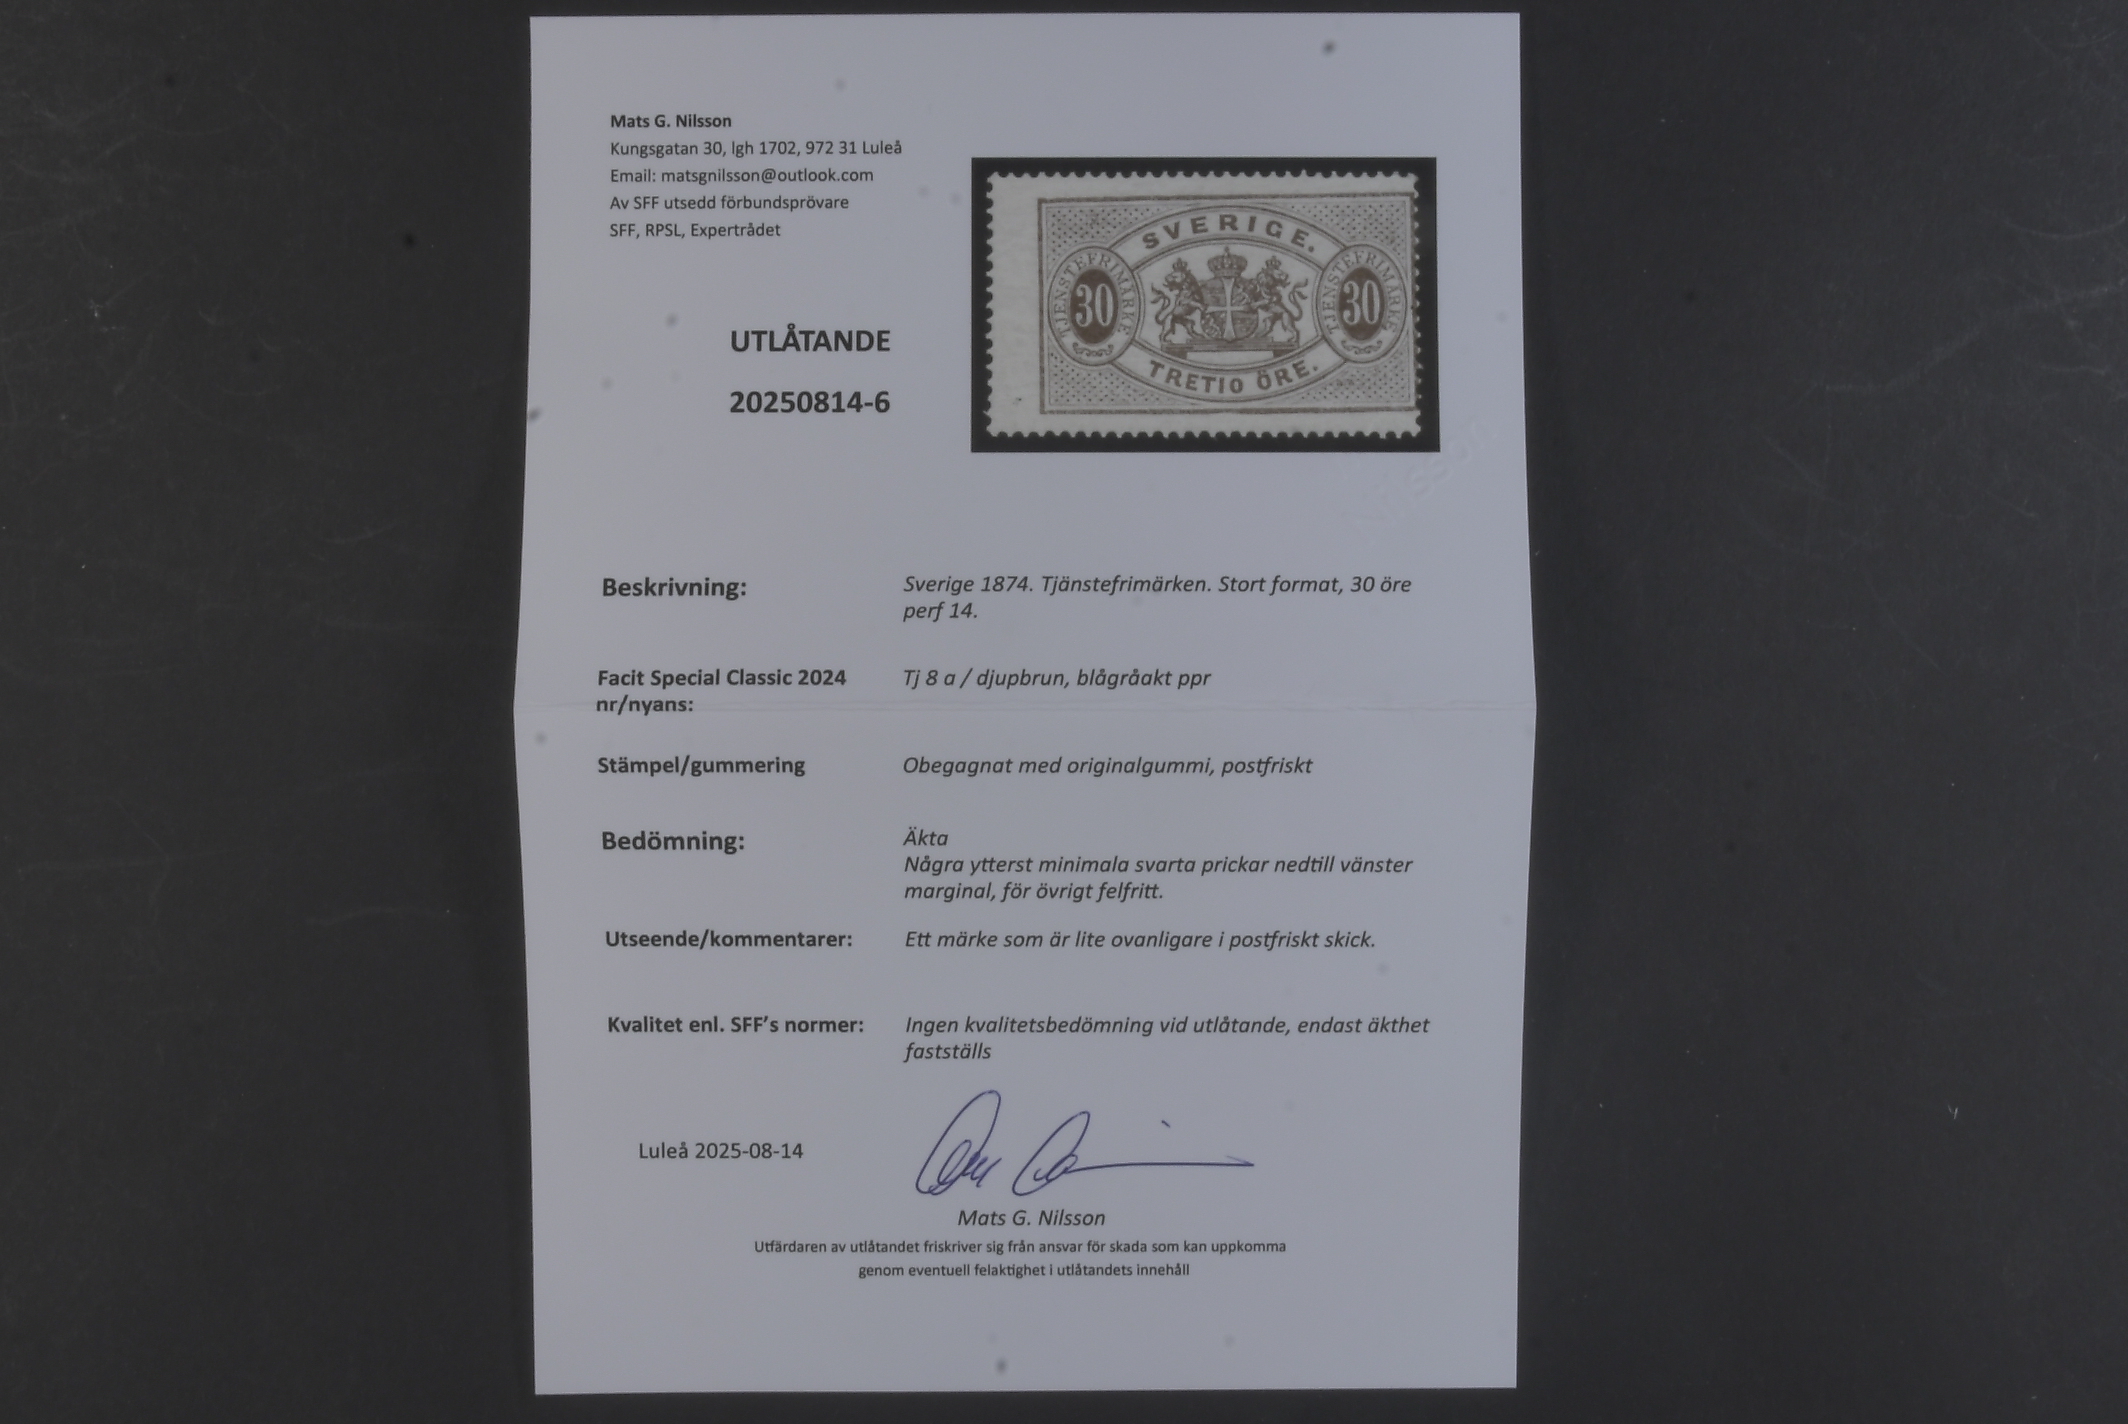 Mats G. Nilsson
Kungsgatan 30, lgh 1702, 972 31 Luleå
Email: matsgnilsson@outlook.com
Av SFF utsedd förbundsprövare
SFF, RPSL, Expertrådet
UTLÅTANDE
20250814-6
SVERIGE.
TJENSTEFRIMÄRKE
30
TJENSTEFRIMÄRKE
30
TRETIO ÖRE.
Nilsson
Beskrivning:
Sverige 1874. Tjänstefrimärken. Stort format, 30 öre
perf 14.
Facit Special Classic 2024
nr/nyans:
Tj 8 a / djupbrun, blågråakt ppr
Stämpel/gummering
Obegagnat med originalgummi, postfriskt
Bedömning:
Äkta
Några ytterst minimala svarta prickar nedtill vänster
marginal, för övrigt felfritt.
Utseende/kommentarer:
Ett märke som är lite ovanligare i postfriskt skick.
Kvalitet enl. SFF’s normer:
Ingen kvalitetsbedömning vid utlåtande, endast äkthet
fastställs
Luleå 2025-08-14
Mats G. Nilsson
Utfärdaren av utlåtandet friskriver sig från ansvar för skada som kan uppkomma
genom eventuell felaktighet i utlåtandets innehåll